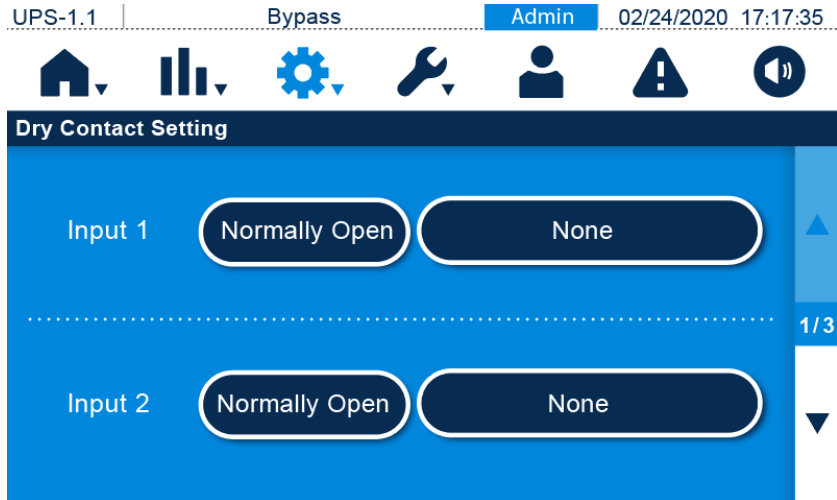 UPS-1.1 Bypass Admin 02/24/2020 17:17:35
Dry Contact Setting
Input 1 Normally Open None
1/3
Input 2 Normally Open None